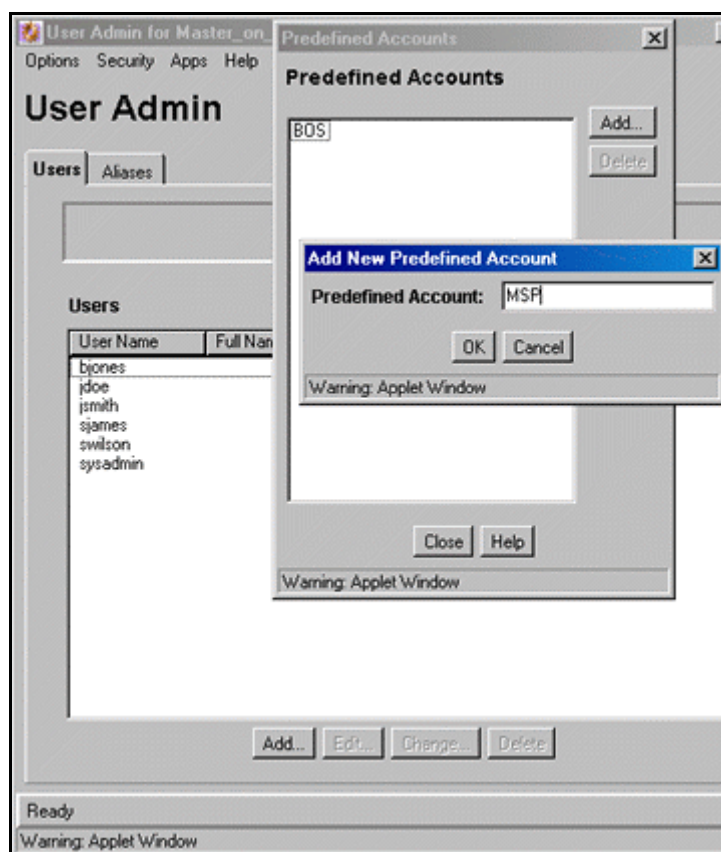 User Admin for Master_on_
Options Security Apps Help
User Admin
Users Aliases
Users
User Name Full Nan
bjones
jdoe
jsmith
sjames
swilson
sysadmin
Add... Edit... Change... Delete
Ready
Warning: Applet Window
Predefined Accounts
Predefined Accounts
BOS
Add...
Delete
Close Help
Warning: Applet Window
Add New Predefined Account
Predefined Account: MSP
OK Cancel
Warning: Applet Window